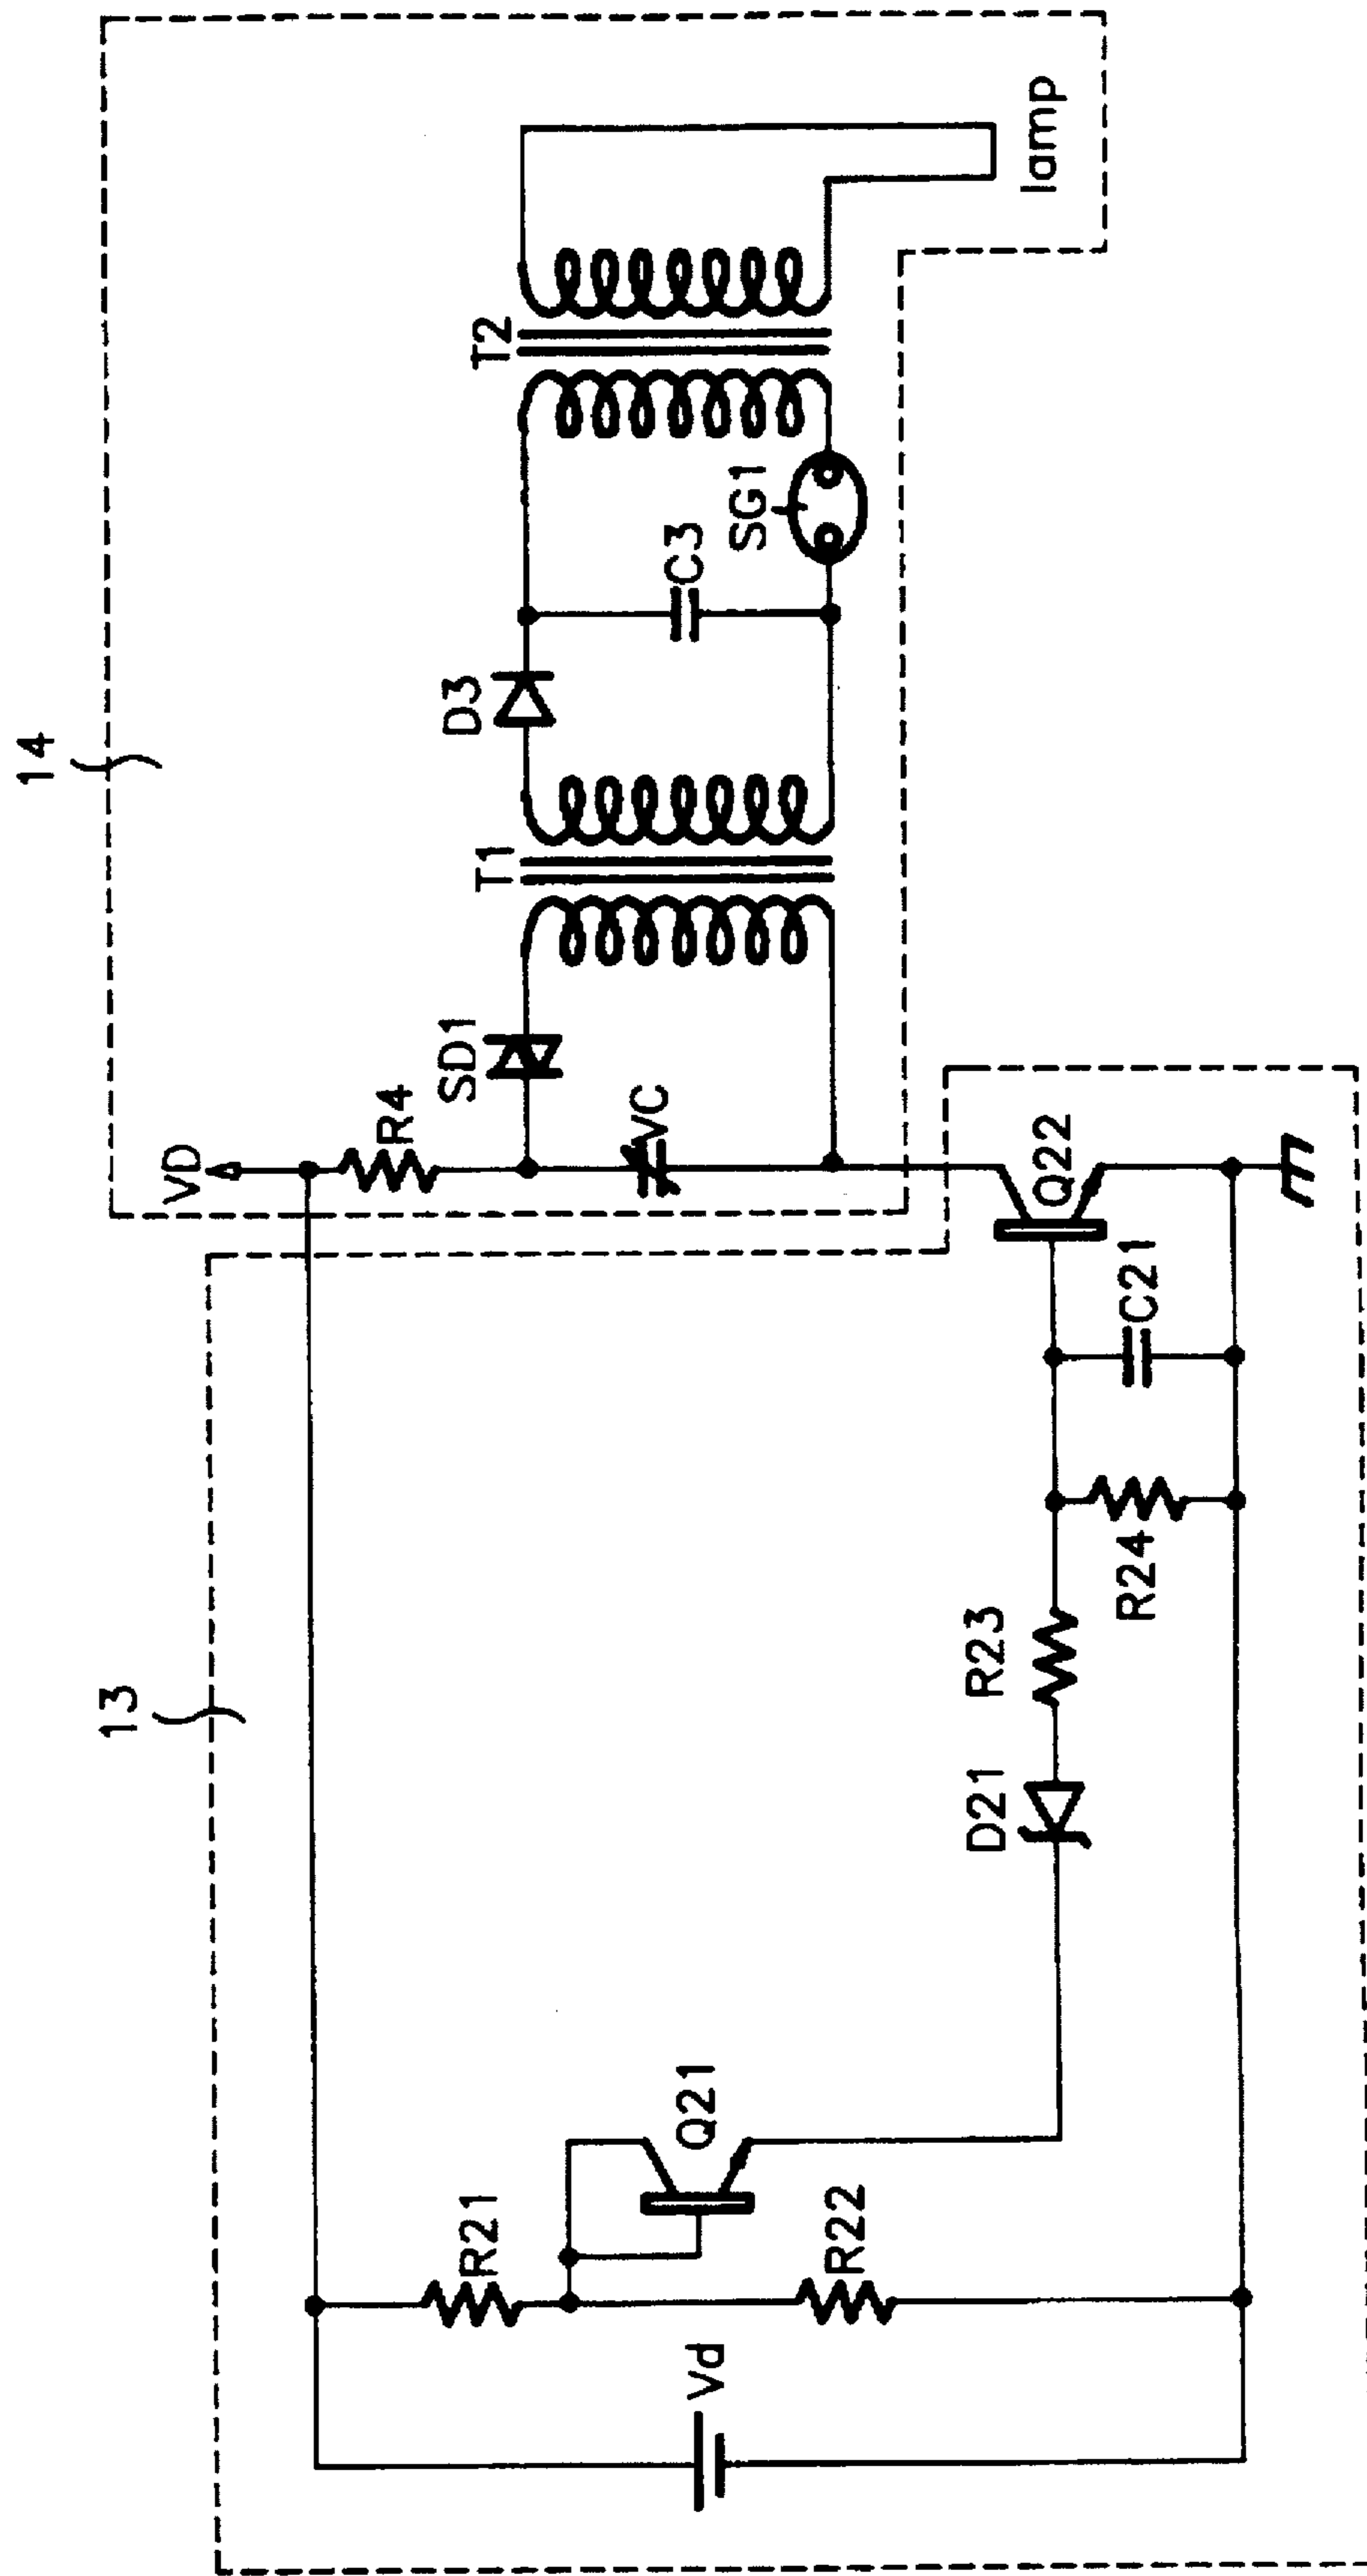 14
VD
R4
SD1
VC
T1
D3
C3
SG1
T2
lamp
13
Vd
R21
R22
Q21
D21
R23
R24
C21
Q22